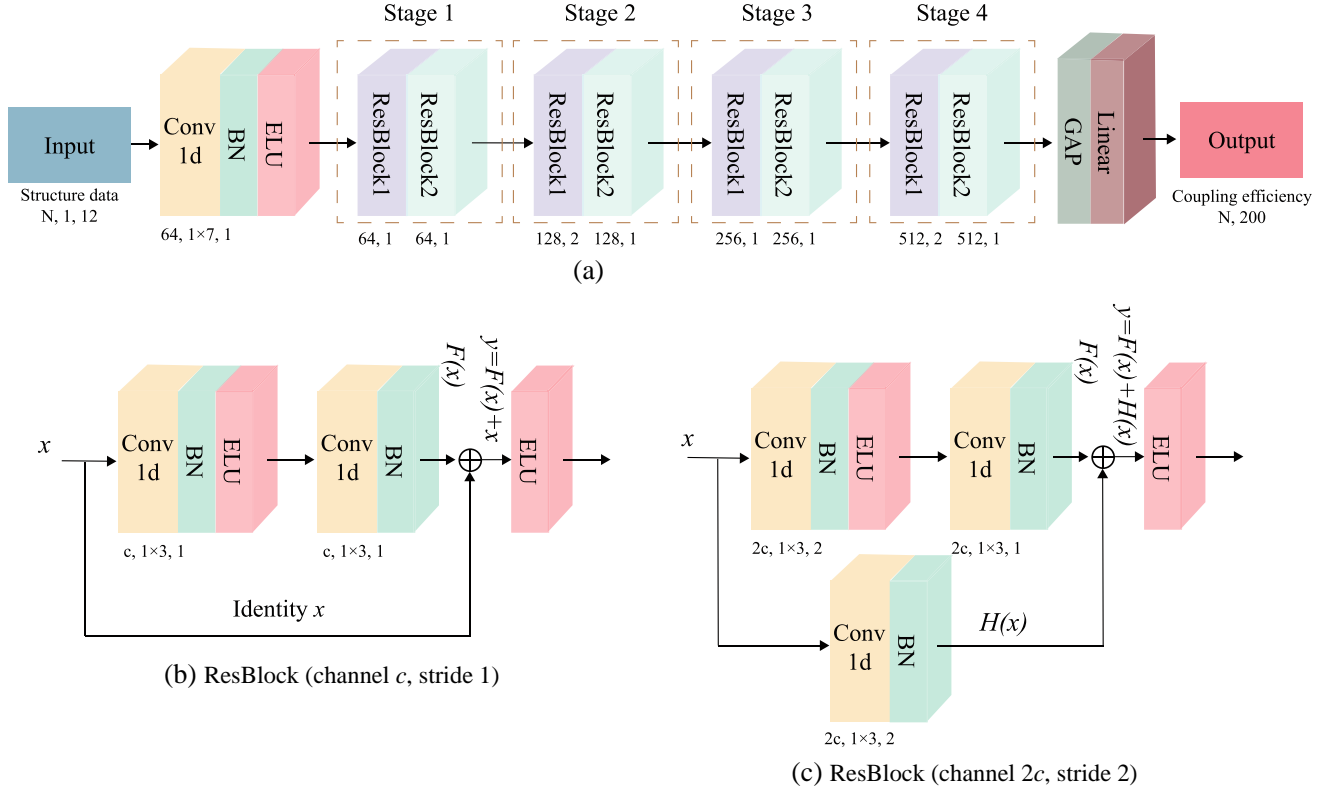 Stage 1
Stage 2
Stage 3
Stage 4
Input
Structure data
N, 1, 12
Conv
1d
BN
ELU
64, 1×7, 1
ResBlock1
ResBlock2
64, 1
64, 1
ResBlock1
ResBlock2
128, 2
128, 1
ResBlock1
ResBlock2
256, 1
256, 1
ResBlock1
ResBlock2
512, 2
512, 1
GAP
Linear
Output
Coupling efficiency
N, 200
(a)
x
Conv
1d
BN
ELU
c, 1×3, 1
Conv
1d
BN
c, 1×3, 1
F(x)
y=F(x)+x
ELU
Identity x
(b) ResBlock (channel c, stride 1)
x
Conv
1d
BN
ELU
2c, 1×3, 2
Conv
1d
BN
2c, 1×3, 1
F(x)
y=F(x)+H(x)
ELU
Conv
1d
BN
2c, 1×3, 2
H(x)
(c) ResBlock (channel 2c, stride 2)